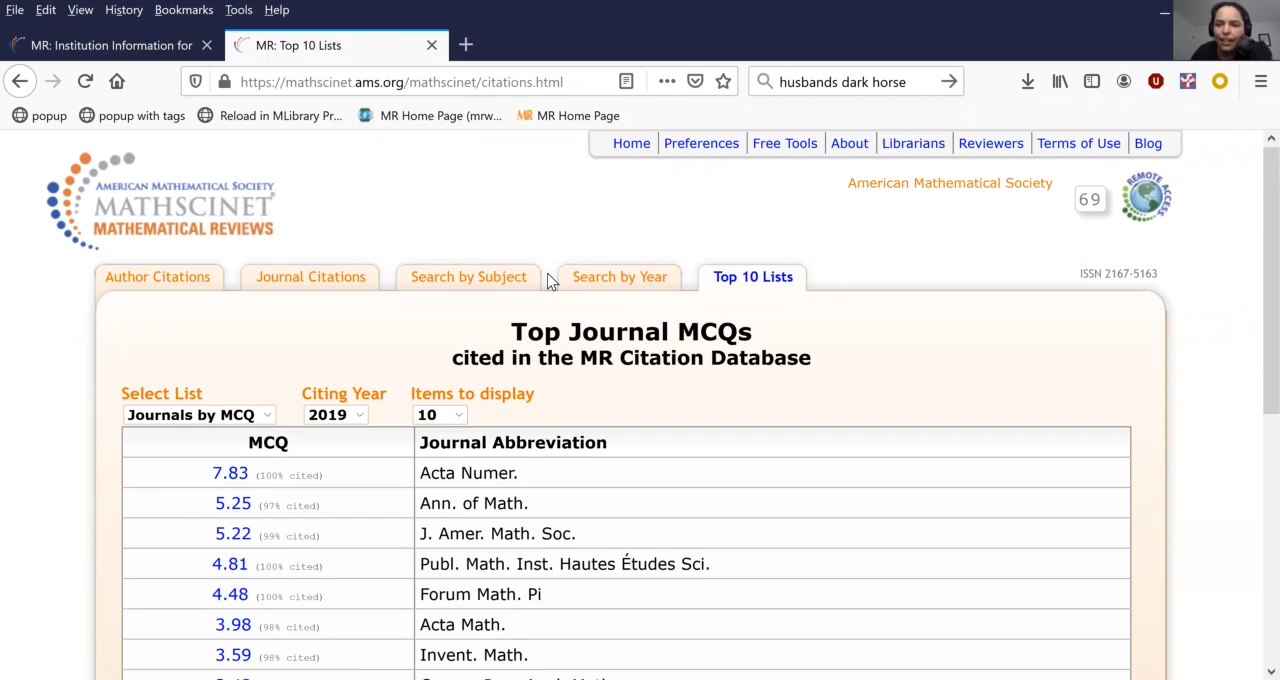 File Edit View History Bookmarks Tools Help
MR: Institution Information for
MR: Top 10 Lists
https://mathscinet.ams.org/mathscinet/citations.html
husbands dark horse
popup popup with tags Reload in MLibrary Pr... MR Home Page (mrw... MR MR Home Page
Home Preferences Free Tools About Librarians Reviewers Terms of Use Blog
AMERICAN MATHEMATICAL SOCIETY
MATHSCINET
MATHEMATICAL REVIEWS
American Mathematical Society
69
REMOTE ACCESS
Author Citations Journal Citations Search by Subject Search by Year Top 10 Lists
ISSN 2167-5163
Top Journal MCQs
cited in the MR Citation Database
Select List Citing Year Items to display
Journals by MCQ 2019 10
MCQ Journal Abbreviation
7.83 (100% cited) Acta Numer.
5.25 (97% cited) Ann. of Math.
5.22 (99% cited) J. Amer. Math. Soc.
4.81 (100% cited) Publ. Math. Inst. Hautes Études Sci.
4.48 (100% cited) Forum Math. Pi
3.98 (98% cited) Acta Math.
3.59 (98% cited) Invent. Math.